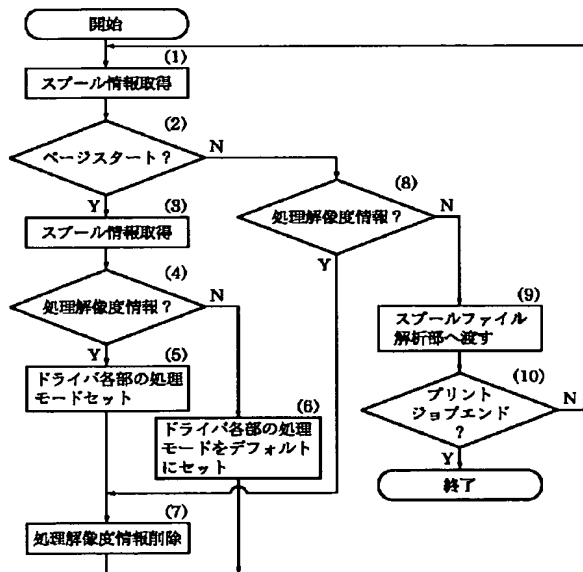 開始
(1)
スプール情報取得
(2)
ページスタート?
N
Y
(3)
スプール情報取得
(4)
処理解像度情報?
N
Y
(5)
ドライバ各部の処理
モードセット
(6)
ドライバ各部の処理
モードをデフォルト
にセット
(7)
処理解像度情報削除
(8)
処理解像度情報?
N
Y
(9)
スプールファイル
解析部へ渡す
(10)
プリント
ジョブエンド
?
N
Y
終了